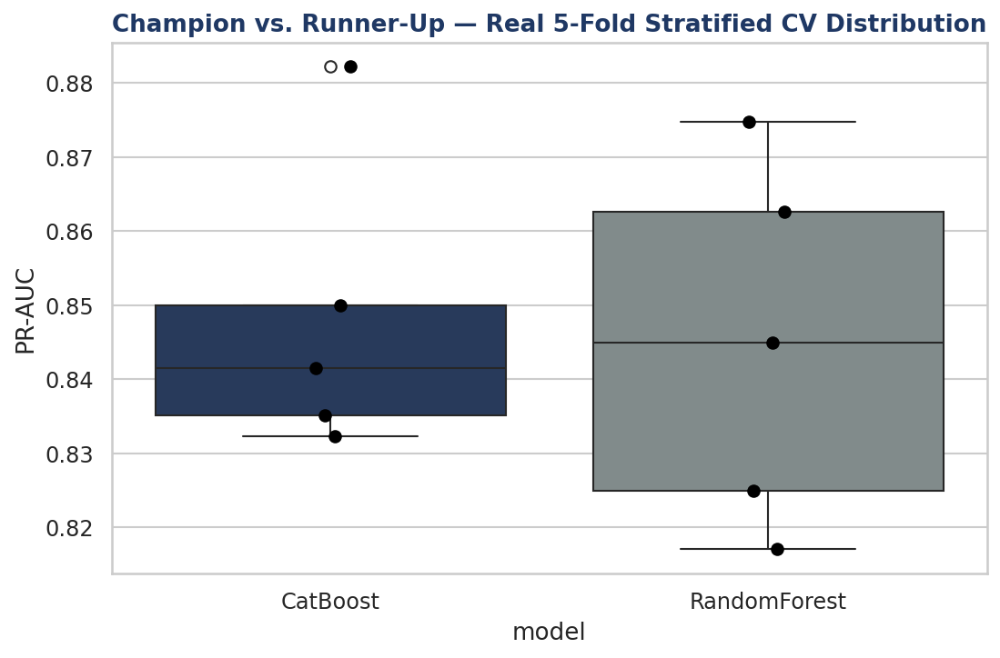 Champion vs. Runner-Up — Real 5-Fold Stratified CV Distribution
PR-AUC
0.88
0.87
0.86
0.85
0.84
0.83
0.82
CatBoost
RandomForest
model